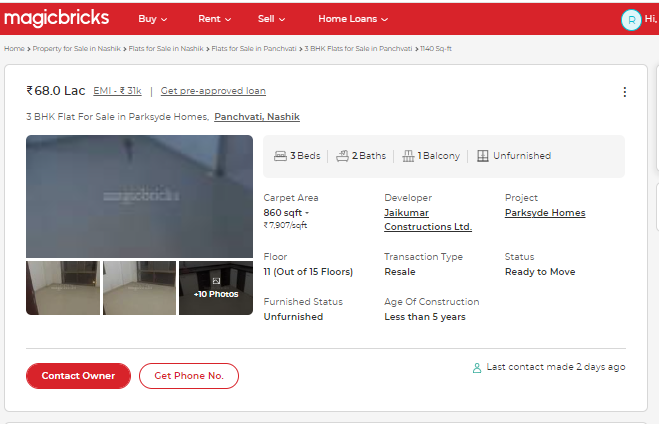 magicbricks
Buy Rent Sell Home Loans R Hi,
Home > Property for Sale in Nashik > Flats for Sale in Nashik > Flats for Sale in Panchvati > 3 BHK Flats for Sale in Panchvati > 1140 Sq-ft
₹68.0 Lac EMI - ₹ 31k | Get pre-approved loan
3 BHK Flat For Sale in Parksyde Homes, Panchvati, Nashik
magicbricks
magicbricks
magicbricks
+10 Photos
3 Beds 2 Baths 1 Balcony Unfurnished
Carpet Area
860 sqft
₹7,907/sqft
Developer
Jaikumar
Constructions Ltd.
Project
Parksyde Homes
Floor
11 (Out of 15 Floors)
Transaction Type
Resale
Status
Ready to Move
Furnished Status
Unfurnished
Age Of Construction
Less than 5 years
Contact Owner
Get Phone No.
Last contact made 2 days ago